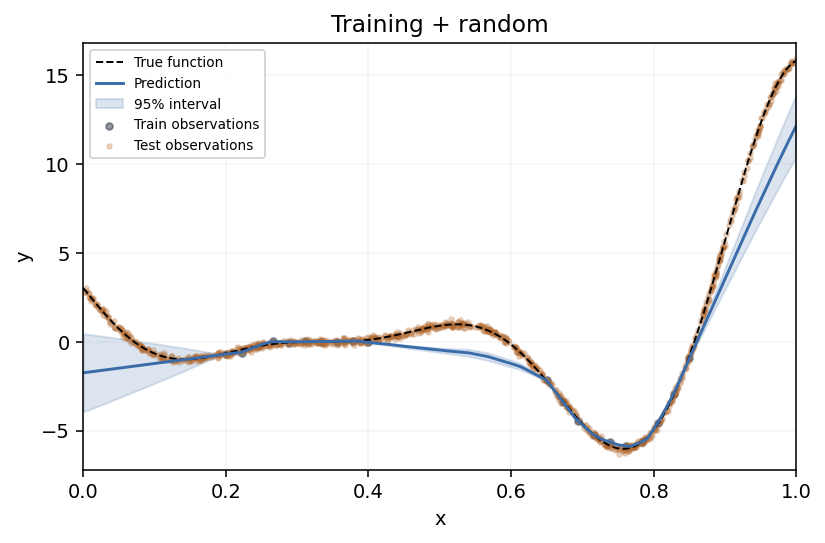 Training + random
True function
Prediction
95% interval
Train observations
Test observations
15
10
5
0
−5
y
0.0 0.2 0.4 0.6 0.8 1.0
x